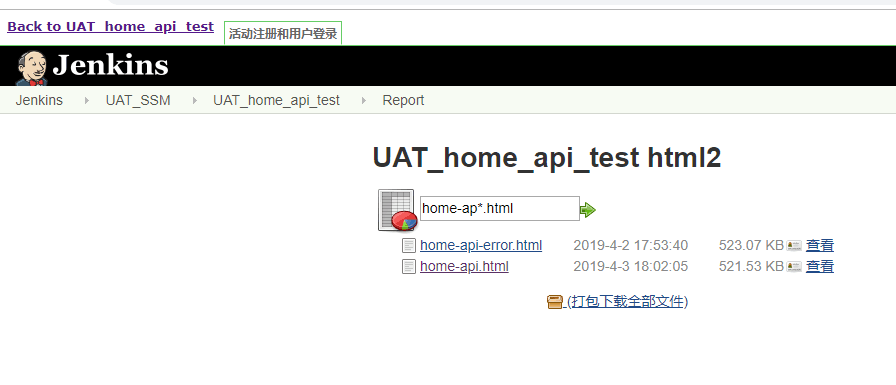 Back to UAT_home_api_test 活动注册和用户登录
Jenkins
Jenkins UAT_SSM UAT_home_api_test Report
UAT_home_api_test html2
home-ap*.html
home-api-error.html 2019-4-2 17:53:40 523.07 KB 查看
home-api.html 2019-4-3 18:02:05 521.53 KB 查看
(打包下载全部文件)